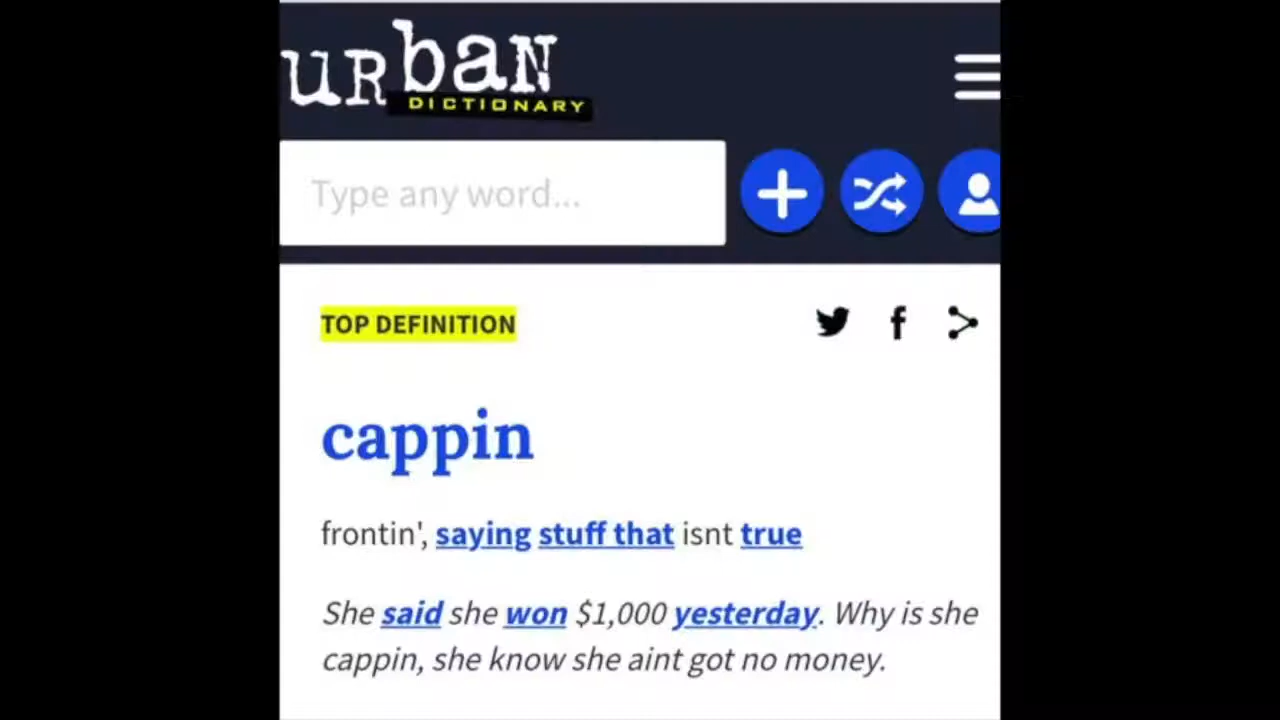 urban
DICTIONARY
Type any word...
TOP DEFINITION
cappin
frontin', saying stuff that isnt true
She said she won $1,000 yesterday. Why is she
cappin, she know she aint got no money.